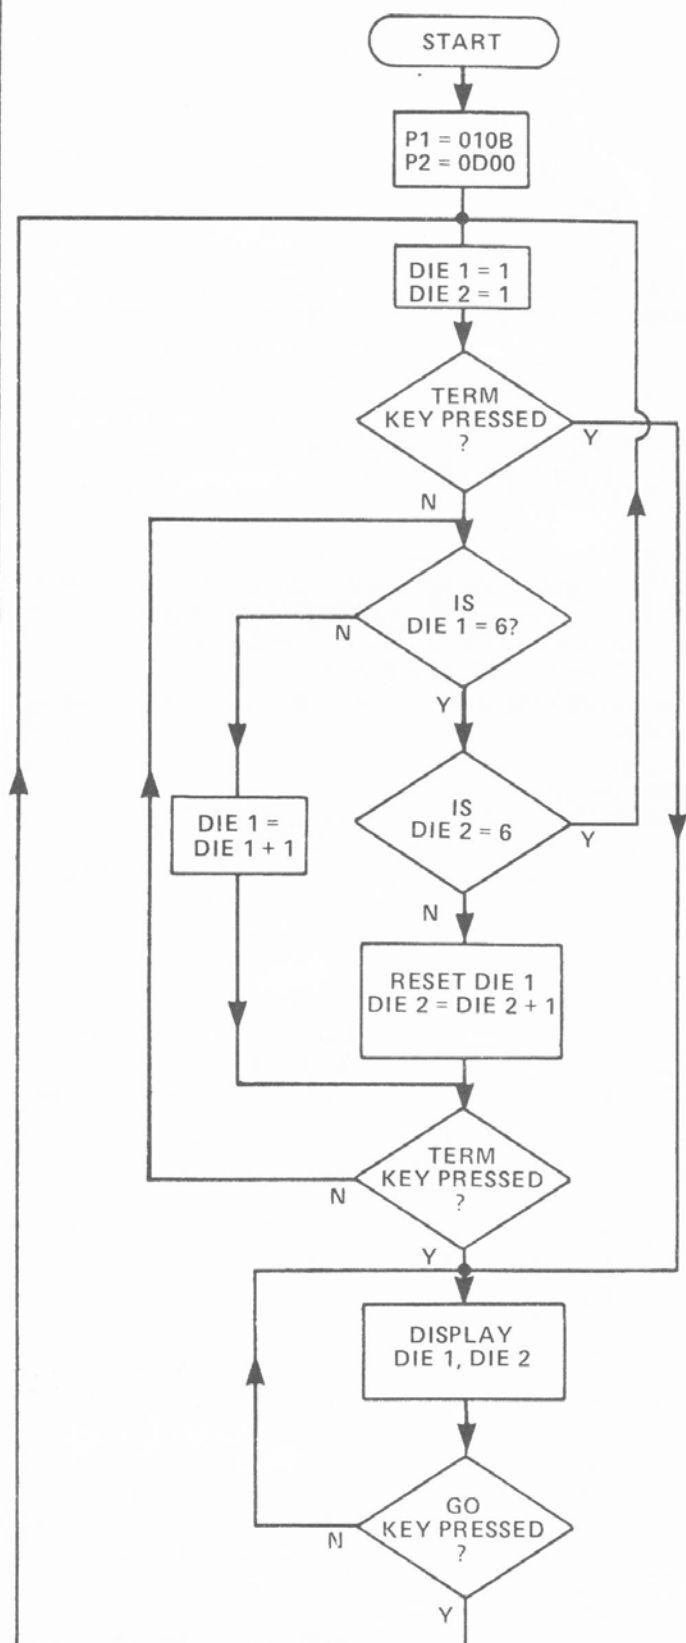 START
P1 = 010B
P2 = 0D00
DIE 1 = 1
DIE 2 = 1
TERM
KEY PRESSED
?
Y
N
IS
DIE 1 = 6?
N
Y
IS
DIE 2 = 6
Y
N
DIE 1 =
DIE 1 + 1
RESET DIE 1
DIE 2 = DIE 2 + 1
TERM
KEY PRESSED
?
N
Y
DISPLAY
DIE 1, DIE 2
GO
KEY PRESSED
?
N
Y